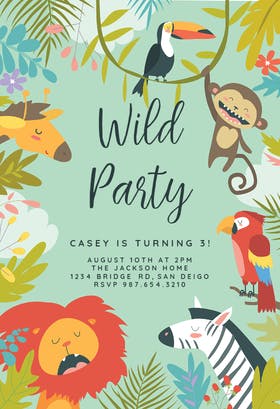 Wild
Party
CASEY IS TURNING 3!
AUGUST 10TH AT 2PM
THE JACKSON HOME
1234 BRIDGE RD, SAN DEIGO
RSVP 987.654.3210